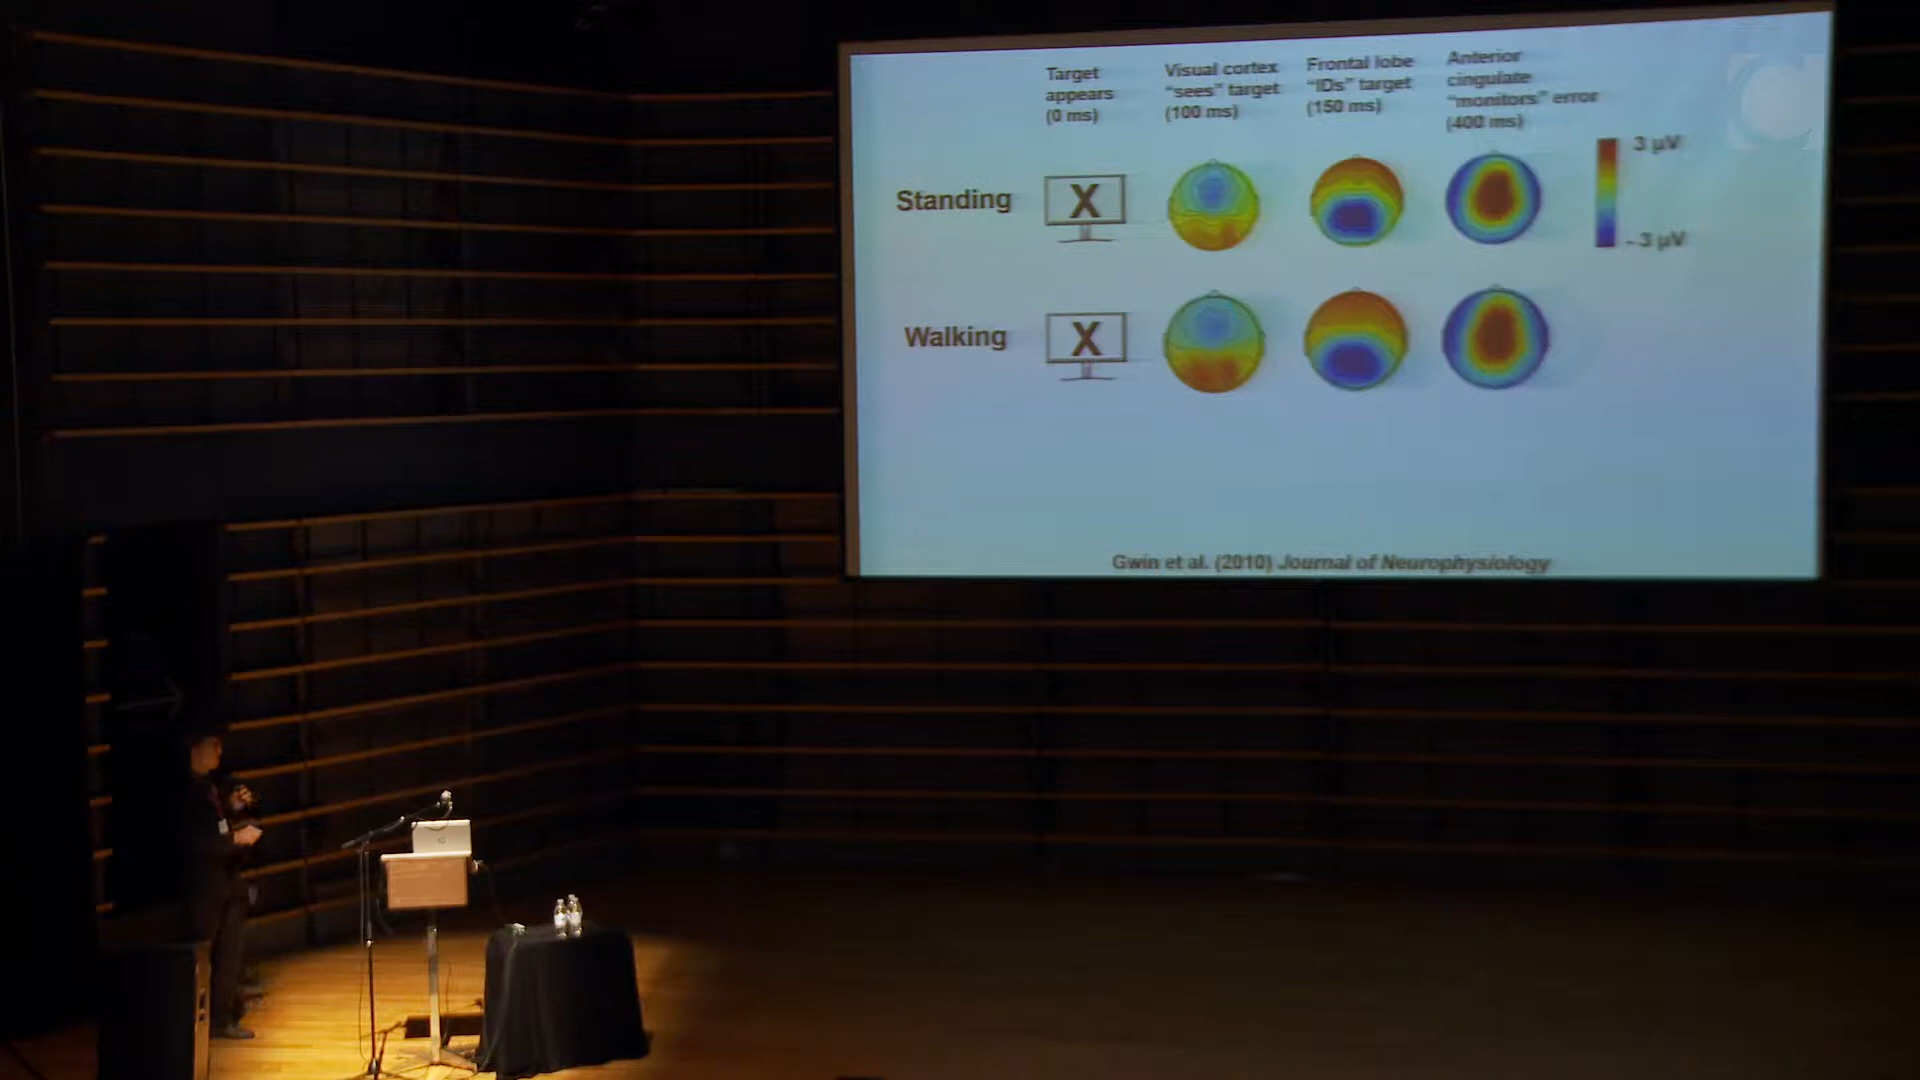 Target
appears
(0 ms)
Visual cortex
"sees" target
(100 ms)
Frontal lobe
"IDs" target
(150 ms)
Anterior
cingulate
"monitors" error
(400 ms)
3 µV
Standing
X
- 3 µV
Walking
X
Gwin et al. (2010) Journal of Neurophysiology